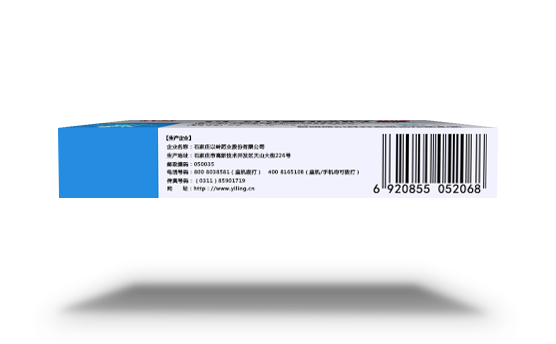 【生产企业】
企业名称：石家庄以岭药业股份有限公司
生产地址：石家庄市高新技术开发区天山大街226号
邮政编码：050035
电话号码：800 8038581（座机拨打） 400 8165108（座机/手机均可拨打）
传真号码：（0311）85901719
网　　址：http://www.yiling.cn
6 920855 052068